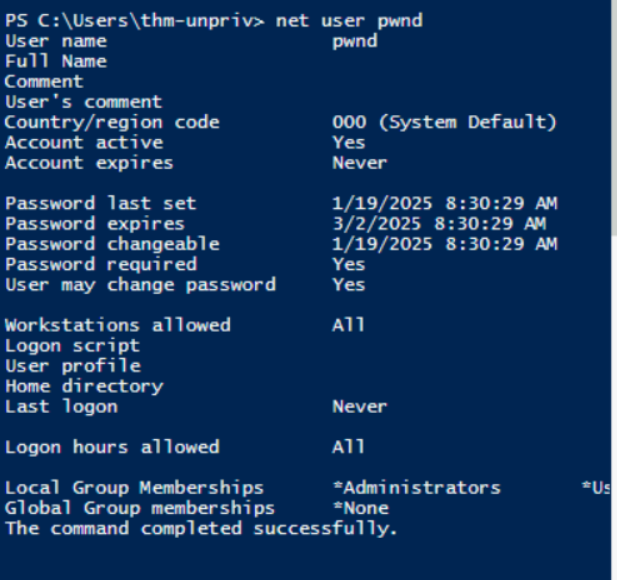 PS C:\Users\thm-unpriv> net user pwnd
User name                    pwnd
Full Name
Comment
User's comment
Country/region code          000 (System Default)
Account active               Yes
Account expires              Never
Password last set            1/19/2025 8:30:29 AM
Password expires             3/2/2025 8:30:29 AM
Password changeable          1/19/2025 8:30:29 AM
Password required            Yes
User may change password     Yes
Workstations allowed         All
Logon script
User profile
Home directory
Last logon                   Never
Logon hours allowed          All
Local Group Memberships      *Administrators       *Us
Global Group memberships     *None
The command completed successfully.